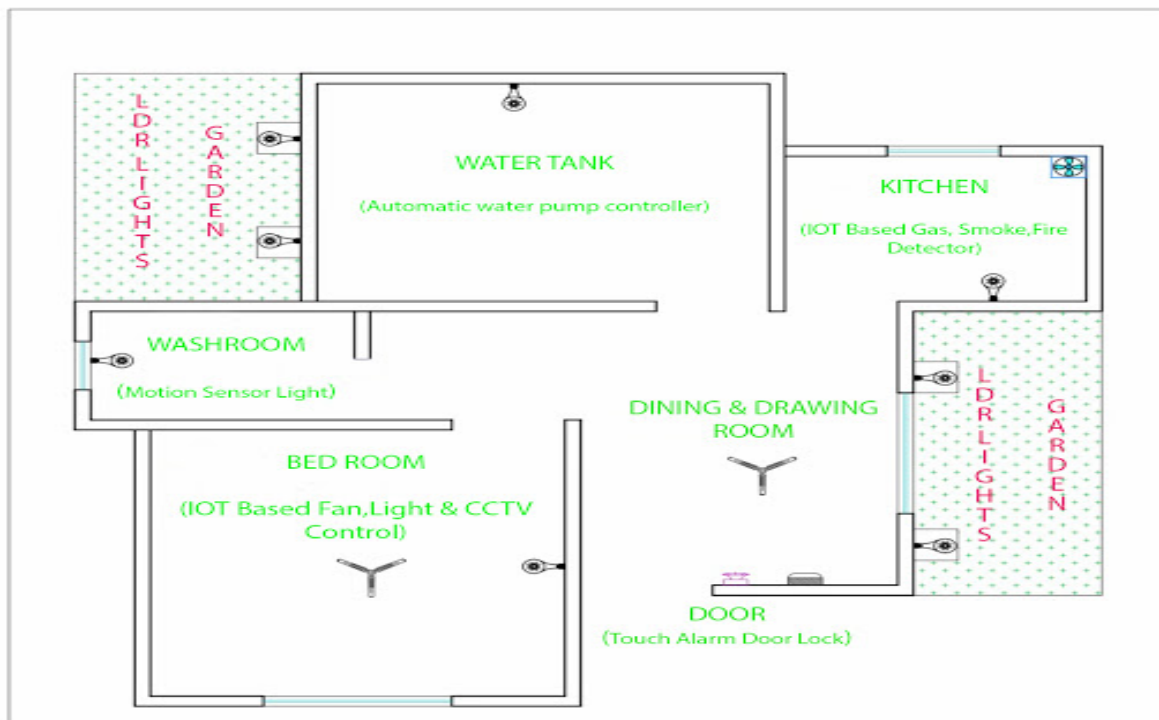 LDR LIGHTS
GARDEN
WATER TANK
(Automatic water pump controller)
KITCHEN
(IOT Based Gas, Smoke,Fire
Detector)
WASHROOM
(Motion Sensor Light)
DINING & DRAWING
ROOM
LDR LIGHTS
GARDEN
BED ROOM
(IOT Based Fan,Light & CCTV
Control)
DOOR
(Touch Alarm Door Lock)